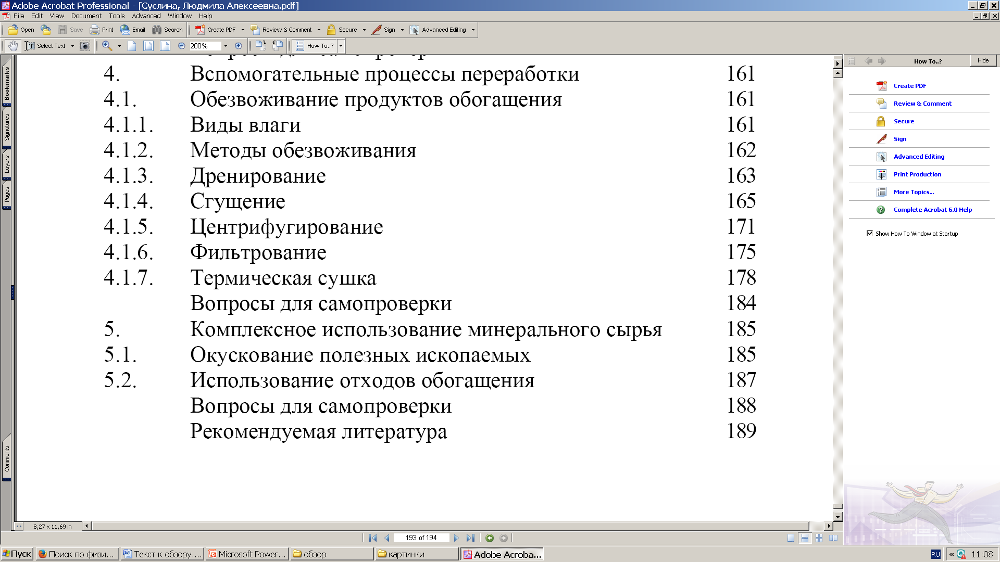 Adobe Acrobat Professional - [Суслина, Людмила Алексеевна.pdf]
File Edit View Document Tools Advanced Window Help
Open Save Print Email Search Create PDF Review & Comment Secure Sign Advanced Editing
Select Text 200% How To..?
How To..? Hide
Bookmarks
Signatures
Layers
Pages
Comments
4. Вспомогательные процессы переработки 161
4.1. Обезвоживание продуктов обогащения 161
4.1.1. Виды влаги 161
4.1.2. Методы обезвоживания 162
4.1.3. Дренирование 163
4.1.4. Сгущение 165
4.1.5. Центрифугирование 171
4.1.6. Фильтрование 175
4.1.7. Термическая сушка 178
Вопросы для самопроверки 184
5. Комплексное использование минерального сырья 185
5.1. Окускование полезных ископаемых 185
5.2. Использование отходов обогащения 187
Вопросы для самопроверки 188
Рекомендуемая литература 189
Create PDF
Review & Comment
Secure
Sign
Advanced Editing
Print Production
More Topics...
Complete Acrobat 6.0 Help
Show How To Window at Startup
8,27 x 11,69 in
193 of 194
Пуск Поиск по физи... Текст к обзору.... Microsoft Power... обзор картинки Adobe Acroba... RU « 11:08